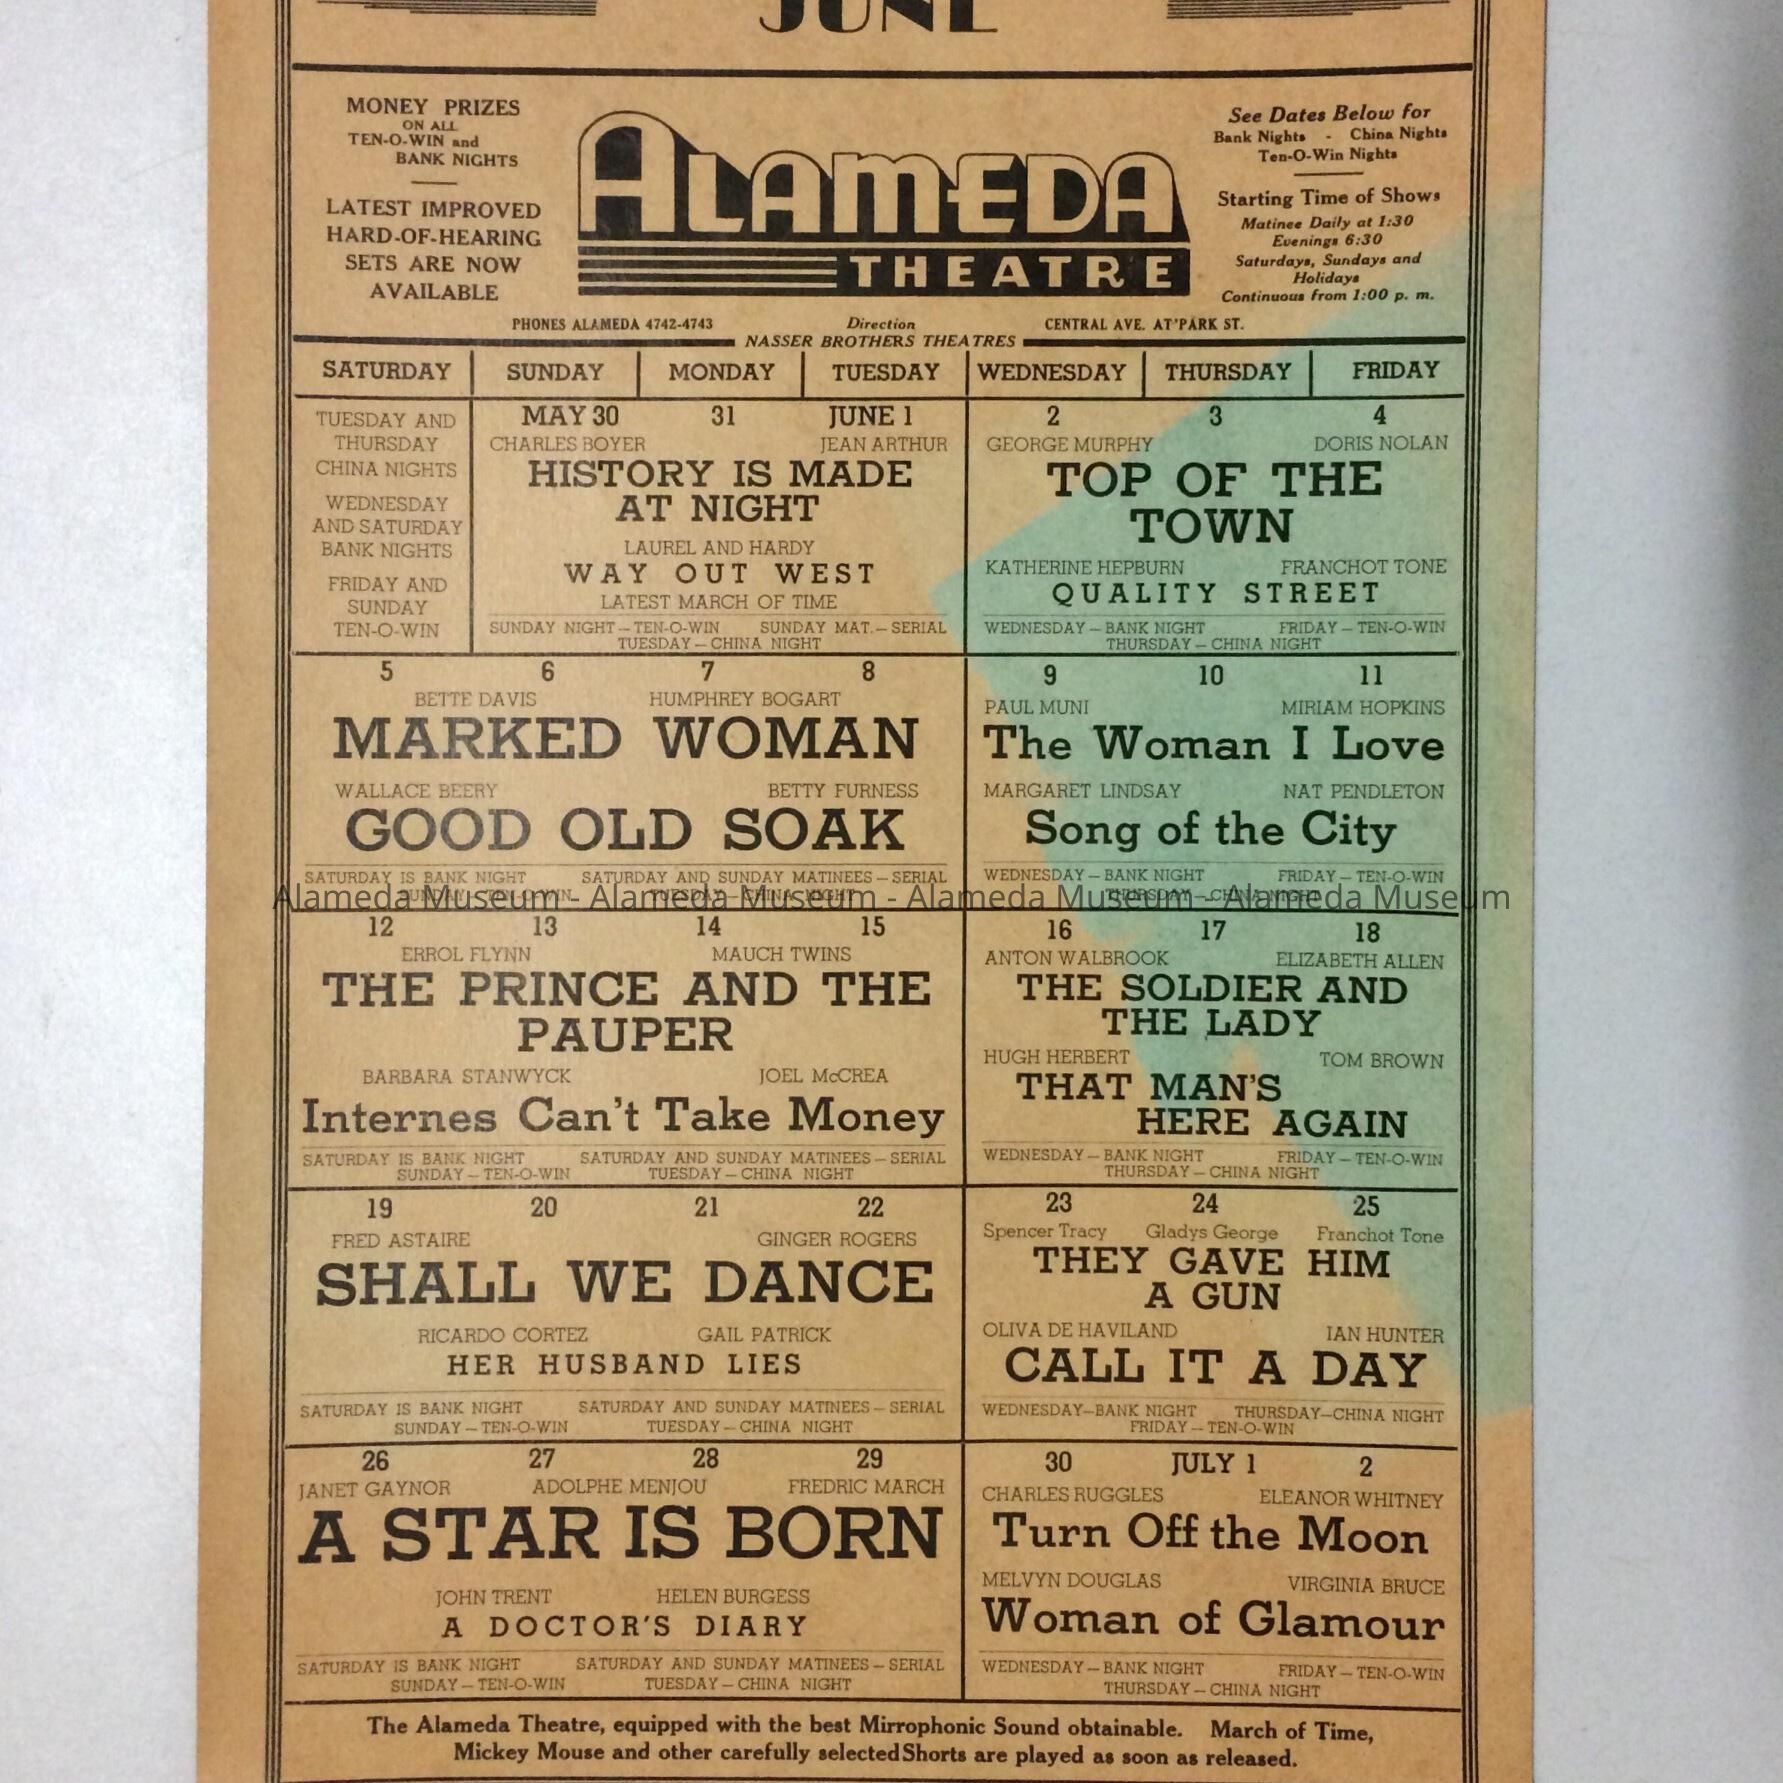 JUNE
MONEY PRIZES
ON ALL
TEN-O-WIN and
BANK NIGHTS
LATEST IMPROVED
HARD-OF-HEARING
SETS ARE NOW
AVAILABLE
ALAMEDA
THEATRE
See Dates Below for
Bank Nights - China Nights
Ten-O-Win Nights
Starting Time of Shows
Matinee Daily at 1:30
Evenings 6:30
Saturdays, Sundays and
Holidays
Continuous from 1:00 p. m.
PHONES ALAMEDA 4742-4743
Direction
NASSER BROTHERS THEATRES
CENTRAL AVE. AT PARK ST.
SATURDAY SUNDAY MONDAY TUESDAY WEDNESDAY THURSDAY FRIDAY
TUESDAY AND
THURSDAY
CHINA NIGHTS
WEDNESDAY
AND SATURDAY
BANK NIGHTS
FRIDAY AND
SUNDAY
TEN-O-WIN
MAY 30 31 JUNE 1
CHARLES BOYER JEAN ARTHUR
HISTORY IS MADE
AT NIGHT
LAUREL AND HARDY
WAY OUT WEST
LATEST MARCH OF TIME
SUNDAY NIGHT – TEN-O-WIN SUNDAY MAT. – SERIAL
TUESDAY – CHINA NIGHT
2 3 4
GEORGE MURPHY DORIS NOLAN
TOP OF THE
TOWN
KATHERINE HEPBURN FRANCHOT TONE
QUALITY STREET
WEDNESDAY – BANK NIGHT FRIDAY – TEN-O-WIN
THURSDAY – CHINA NIGHT
5 6 7 8
BETTE DAVIS HUMPHREY BOGART
MARKED WOMAN
WALLACE BEERY BETTY FURNESS
GOOD OLD SOAK
SATURDAY IS BANK NIGHT SATURDAY AND SUNDAY MATINEES – SERIAL
SUNDAY – TEN-O-WIN TUESDAY – CHINA NIGHT
9 10 11
PAUL MUNI MIRIAM HOPKINS
The Woman I Love
MARGARET LINDSAY NAT PENDLETON
Song of the City
WEDNESDAY – BANK NIGHT FRIDAY – TEN-O-WIN
THURSDAY – CHINA NIGHT
Alameda Museum - Alameda Museum - Alameda Museum - Alameda Museum
12 13 14 15
ERROL FLYNN MAUCH TWINS
THE PRINCE AND THE
PAUPER
BARBARA STANWYCK JOEL McCREA
Internes Can't Take Money
SATURDAY IS BANK NIGHT SATURDAY AND SUNDAY MATINEES – SERIAL
SUNDAY – TEN-O-WIN TUESDAY – CHINA NIGHT
16 17 18
ANTON WALBROOK ELIZABETH ALLEN
THE SOLDIER AND
THE LADY
HUGH HERBERT TOM BROWN
THAT MAN'S
HERE AGAIN
WEDNESDAY – BANK NIGHT FRIDAY – TEN-O-WIN
THURSDAY – CHINA NIGHT
19 20 21 22
FRED ASTAIRE GINGER ROGERS
SHALL WE DANCE
RICARDO CORTEZ GAIL PATRICK
HER HUSBAND LIES
SATURDAY IS BANK NIGHT SATURDAY AND SUNDAY MATINEES – SERIAL
SUNDAY – TEN-O-WIN TUESDAY – CHINA NIGHT
23 24 25
Spencer Tracy Gladys George Franchot Tone
THEY GAVE HIM
A GUN
OLIVA DE HAVILAND IAN HUNTER
CALL IT A DAY
WEDNESDAY–BANK NIGHT THURSDAY–CHINA NIGHT
FRIDAY – TEN-O-WIN
26 27 28 29
JANET GAYNOR ADOLPHE MENJOU FREDRIC MARCH
A STAR IS BORN
JOHN TRENT HELEN BURGESS
A DOCTOR'S DIARY
SATURDAY IS BANK NIGHT SATURDAY AND SUNDAY MATINEES – SERIAL
SUNDAY – TEN-O-WIN TUESDAY – CHINA NIGHT
30 JULY 1 2
CHARLES RUGGLES ELEANOR WHITNEY
Turn Off the Moon
MELVYN DOUGLAS VIRGINIA BRUCE
Woman of Glamour
WEDNESDAY – BANK NIGHT FRIDAY – TEN-O-WIN
THURSDAY – CHINA NIGHT
The Alameda Theatre, equipped with the best Mirrophonic Sound obtainable. March of Time,
Mickey Mouse and other carefully selected Shorts are played as soon as released.